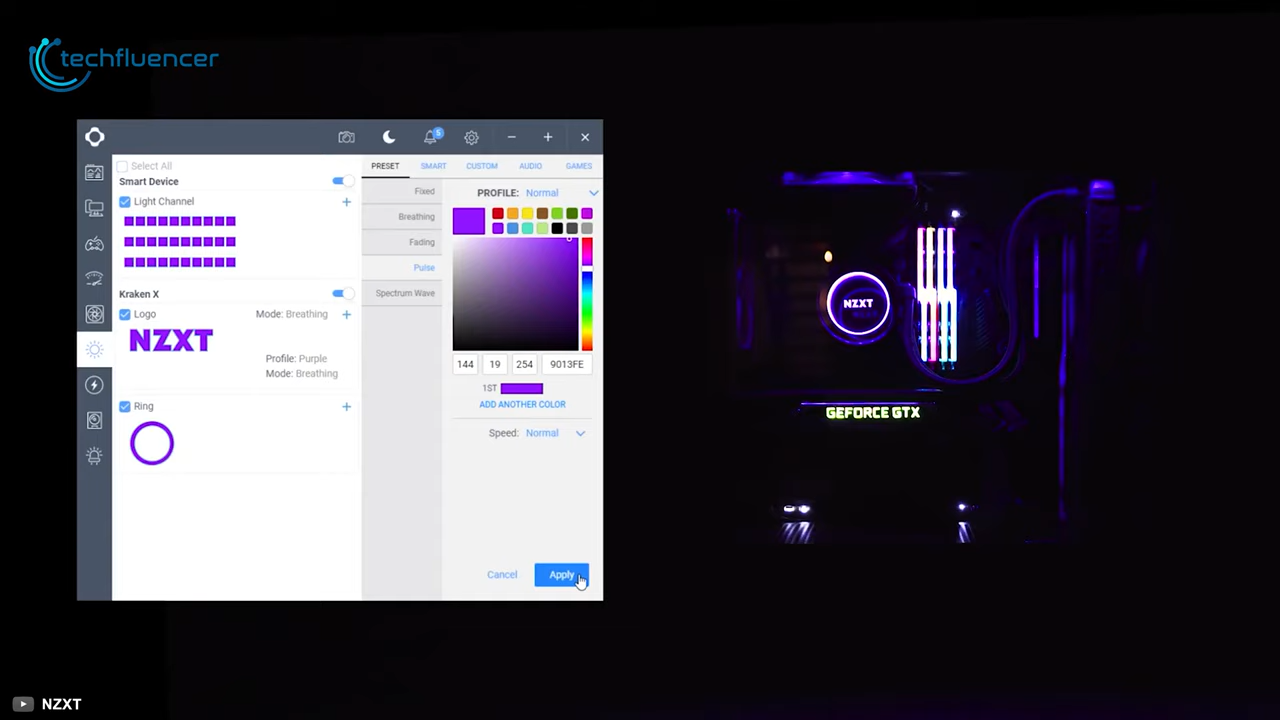 techfluencer
5
Select All
PRESET SMART CUSTOM AUDIO GAMES
Smart Device
Light Channel
Kraken X
Logo Mode: Breathing
NZXT
Profile: Purple
Mode: Breathing
Ring
Fixed
Breathing
Fading
Pulse
Spectrum Wave
PROFILE: Normal
144 19 254 9013FE
1ST
ADD ANOTHER COLOR
Speed: Normal
Cancel Apply
NZXT
GEFORCE GTX
NZXT